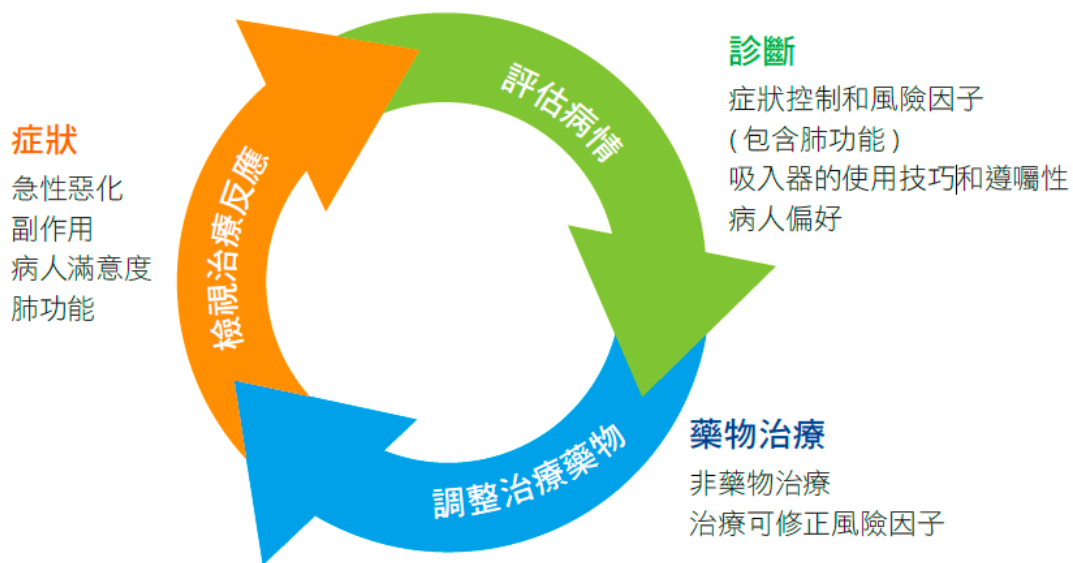 評估病情
診斷
症狀控制和風險因子
(包含肺功能)
吸入器的使用技巧和遵囑性
病人偏好
調整治療藥物
藥物治療
非藥物治療
治療可修正風險因子
檢視治療反應
症狀
急性惡化
副作用
病人滿意度
肺功能